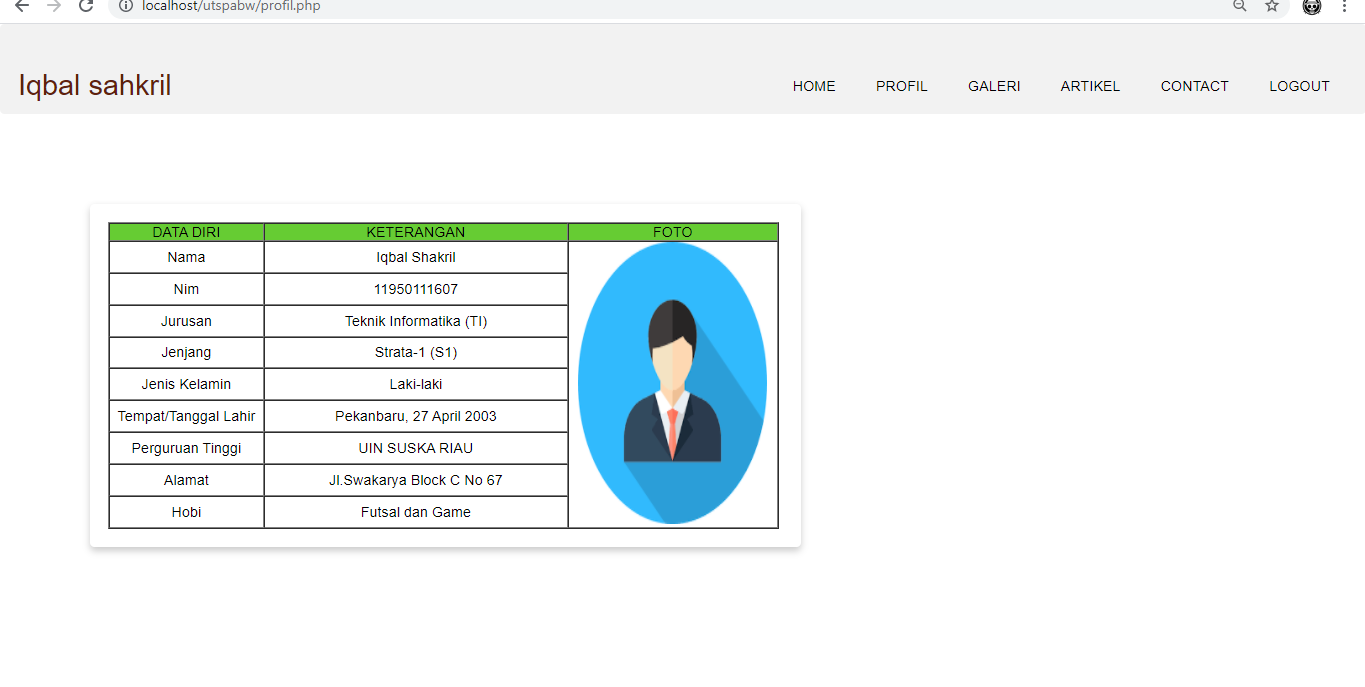 localhost/utspabw/profil.php
Iqbal sahkril HOME PROFIL GALERI ARTIKEL CONTACT LOGOUT
DATA DIRI KETERANGAN FOTO
Nama Iqbal Shakril
Nim 11950111607
Jurusan Teknik Informatika (TI)
Jenjang Strata-1 (S1)
Jenis Kelamin Laki-laki
Tempat/Tanggal Lahir Pekanbaru, 27 April 2003
Perguruan Tinggi UIN SUSKA RIAU
Alamat Jl.Swakarya Block C No 67
Hobi Futsal dan Game